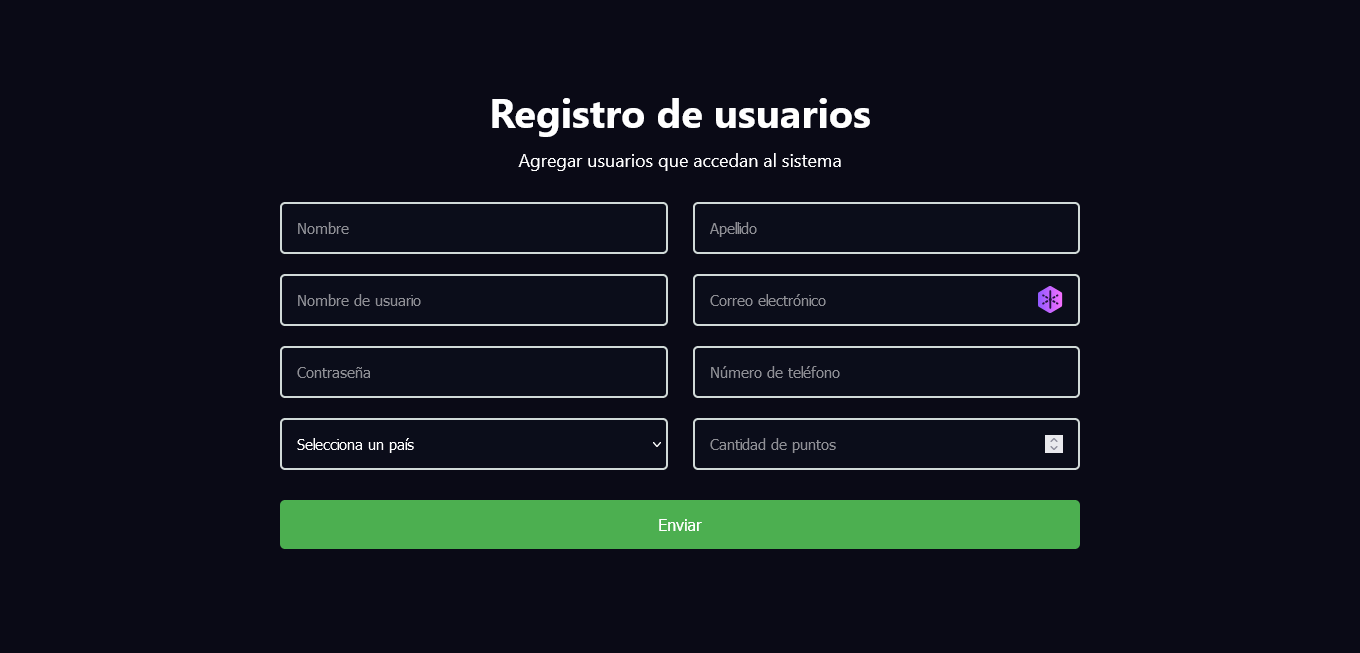 Registro de usuarios
Agregar usuarios que accedan al sistema
Nombre
Apellido
Nombre de usuario
Correo electrónico
Contraseña
Número de teléfono
Selecciona un país
Cantidad de puntos
Enviar